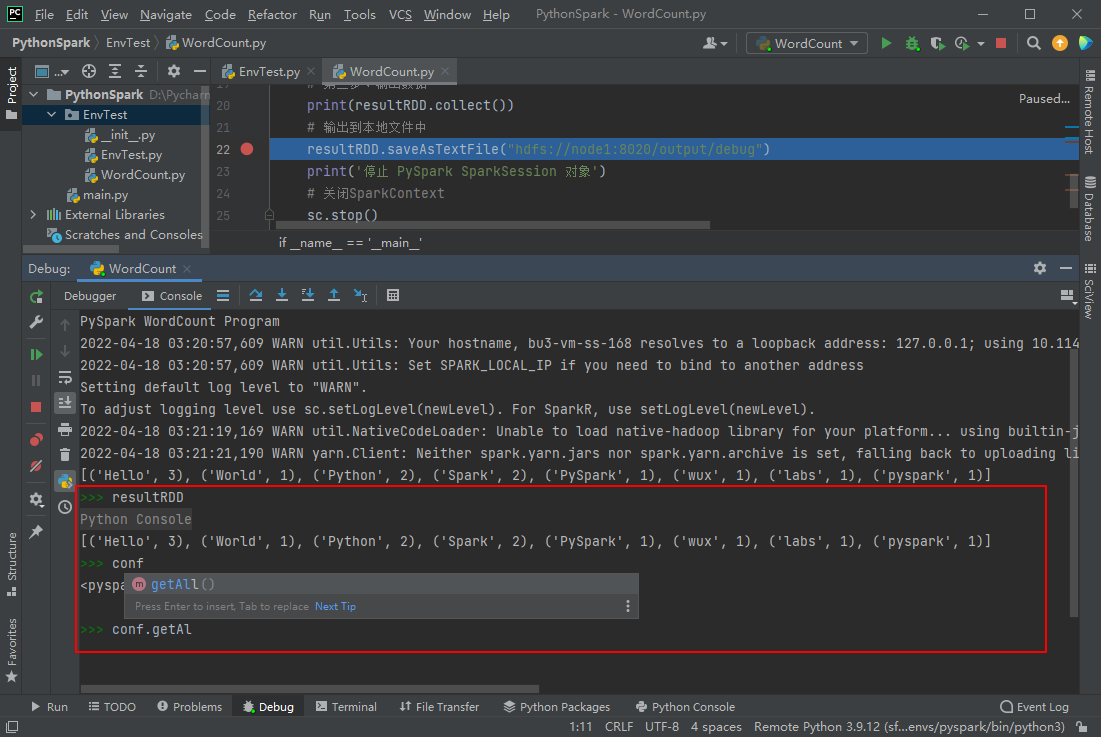 PC File Edit View Navigate Code Refactor Run Tools VCS Window Help PythonSpark - WordCount.py
PythonSpark EnvTest WordCount.py
WordCount
Project
...
EnvTest.py WordCount.py
PythonSpark D:\Pycharm
EnvTest
__init__.py
EnvTest.py
WordCount.py
main.py
External Libraries
Scratches and Consoles
20 print(resultRDD.collect())
21 # 输出到本地文件中
22 resultRDD.saveAsTextFile("hdfs://node1:8020/output/debug")
23 print('停止 PySpark SparkSession 对象')
24 # 关闭SparkContext
25 sc.stop()
Paused...
if __name__ == '__main__'
Remote Host
Database
SciView
Debug: WordCount
Debugger Console
PySpark WordCount Program
2022-04-18 03:20:57,609 WARN util.Utils: Your hostname, bu3-vm-ss-168 resolves to a loopback address: 127.0.0.1; using 10.114
2022-04-18 03:20:57,609 WARN util.Utils: Set SPARK_LOCAL_IP if you need to bind to another address
Setting default log level to "WARN".
To adjust logging level use sc.setLogLevel(newLevel). For SparkR, use setLogLevel(newLevel).
2022-04-18 03:21:19,169 WARN util.NativeCodeLoader: Unable to load native-hadoop library for your platform... using builtin-j
2022-04-18 03:21:21,190 WARN yarn.Client: Neither spark.yarn.jars nor spark.yarn.archive is set, falling back to uploading li
[('Hello', 3), ('World', 1), ('Python', 2), ('Spark', 2), ('PySpark', 1), ('wux', 1), ('labs', 1), ('pyspark', 1)]
>>> resultRDD
Python Console
[('Hello', 3), ('World', 1), ('Python', 2), ('Spark', 2), ('PySpark', 1), ('wux', 1), ('labs', 1), ('pyspark', 1)]
>>> conf
<pyspa
m getAll()
Press Enter to insert, Tab to replace Next Tip
>>> conf.getAl
Structure
Favorites
Run TODO Problems Debug Terminal File Transfer Python Packages Python Console Event Log
1:11 CRLF UTF-8 4 spaces Remote Python 3.9.12 (sf...envs/pyspark/bin/python3)